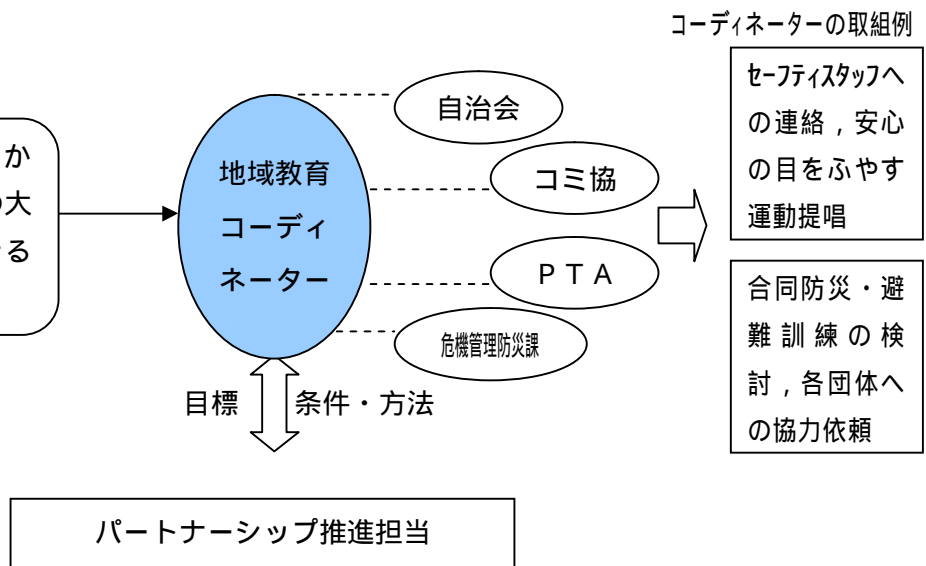 コーディネーターの取組例
か
大
る
地域教育
コーディ
ネーター
自治会
コミ協
ＰＴＡ
危機管理防災課
セーフティスタッフへ
の連絡，安心
の目をふやす
運動提唱
合同防災・避
難訓練の検
討，各団体へ
の協力依頼
目標
条件・方法
パートナーシップ推進担当